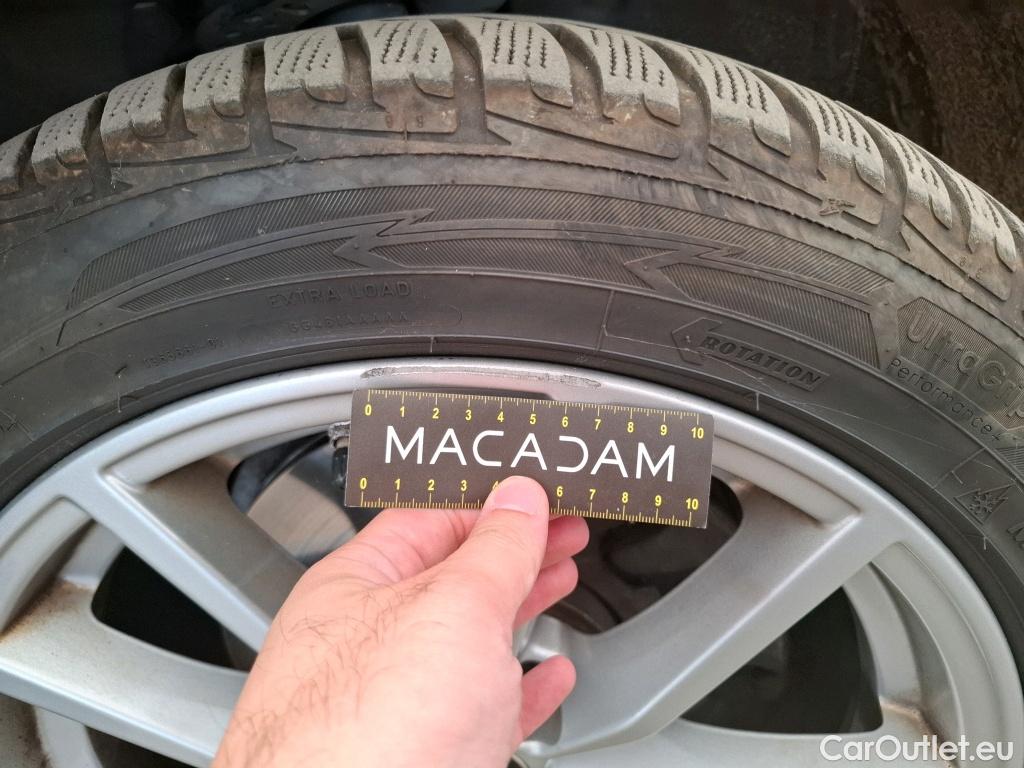 EXTRA LOAD
ROTATION
UltraGrip
Performance
0 1 2 3 4 5 6 7 8 9 10
MACADAM
0 1 2 3 4 6 7 8 9 10
CarOutlet.eu